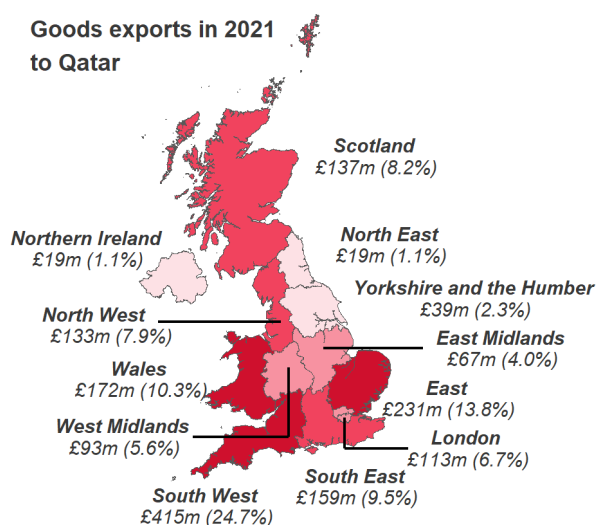 Goods exports in 2021
to Qatar
Scotland
£137m (8.2%)
Northern Ireland
£19m (1.1%)
North East
£19m (1.1%)
Yorkshire and the Humber
£39m (2.3%)
North West
£133m (7.9%)
East Midlands
£67m (4.0%)
Wales
£172m (10.3%)
East
£231m (13.8%)
West Midlands
£93m (5.6%)
London
£113m (6.7%)
South East
£159m (9.5%)
South West
£415m (24.7%)